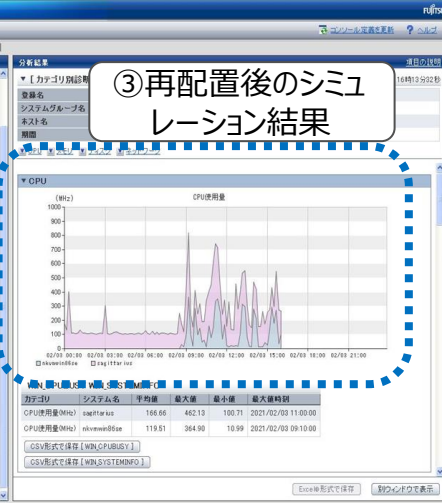 FUJITSU
コンソール定義を更新 ? ヘルプ
分析結果 項目の説明
▼ [ カテゴリ別診
16時13分32秒
③再配置後のシミュ
レーション結果
登録名
システムグループ名
ホスト名
期間
▼ CPU
(MHz) CPU使用量
1000
900
800
700
600
500
400
300
200
100
0
02/03 00:00 02/03 03:00 02/03 06:00 02/03 09:00 02/03 12:00 02/03 15:00 02/03 18:00 02/03 21:00
nkvmwin86se sagittarius
カテゴリ システム名 平均値 最大値 最小値 最大値時刻
CPU使用量(MHz) sagittarius 166.66 462.13 100.71 2021/02/03 11:00:00
CPU使用量(MHz) nkvmwin86se 119.51 364.90 10.99 2021/02/03 09:10:00
CSV形式で保存 [ WIN_CPUBUSY ]
CSV形式で保存 [ WIN_SYSTEMINFO ]
Excel形式で保存 別ウィンドウで表示